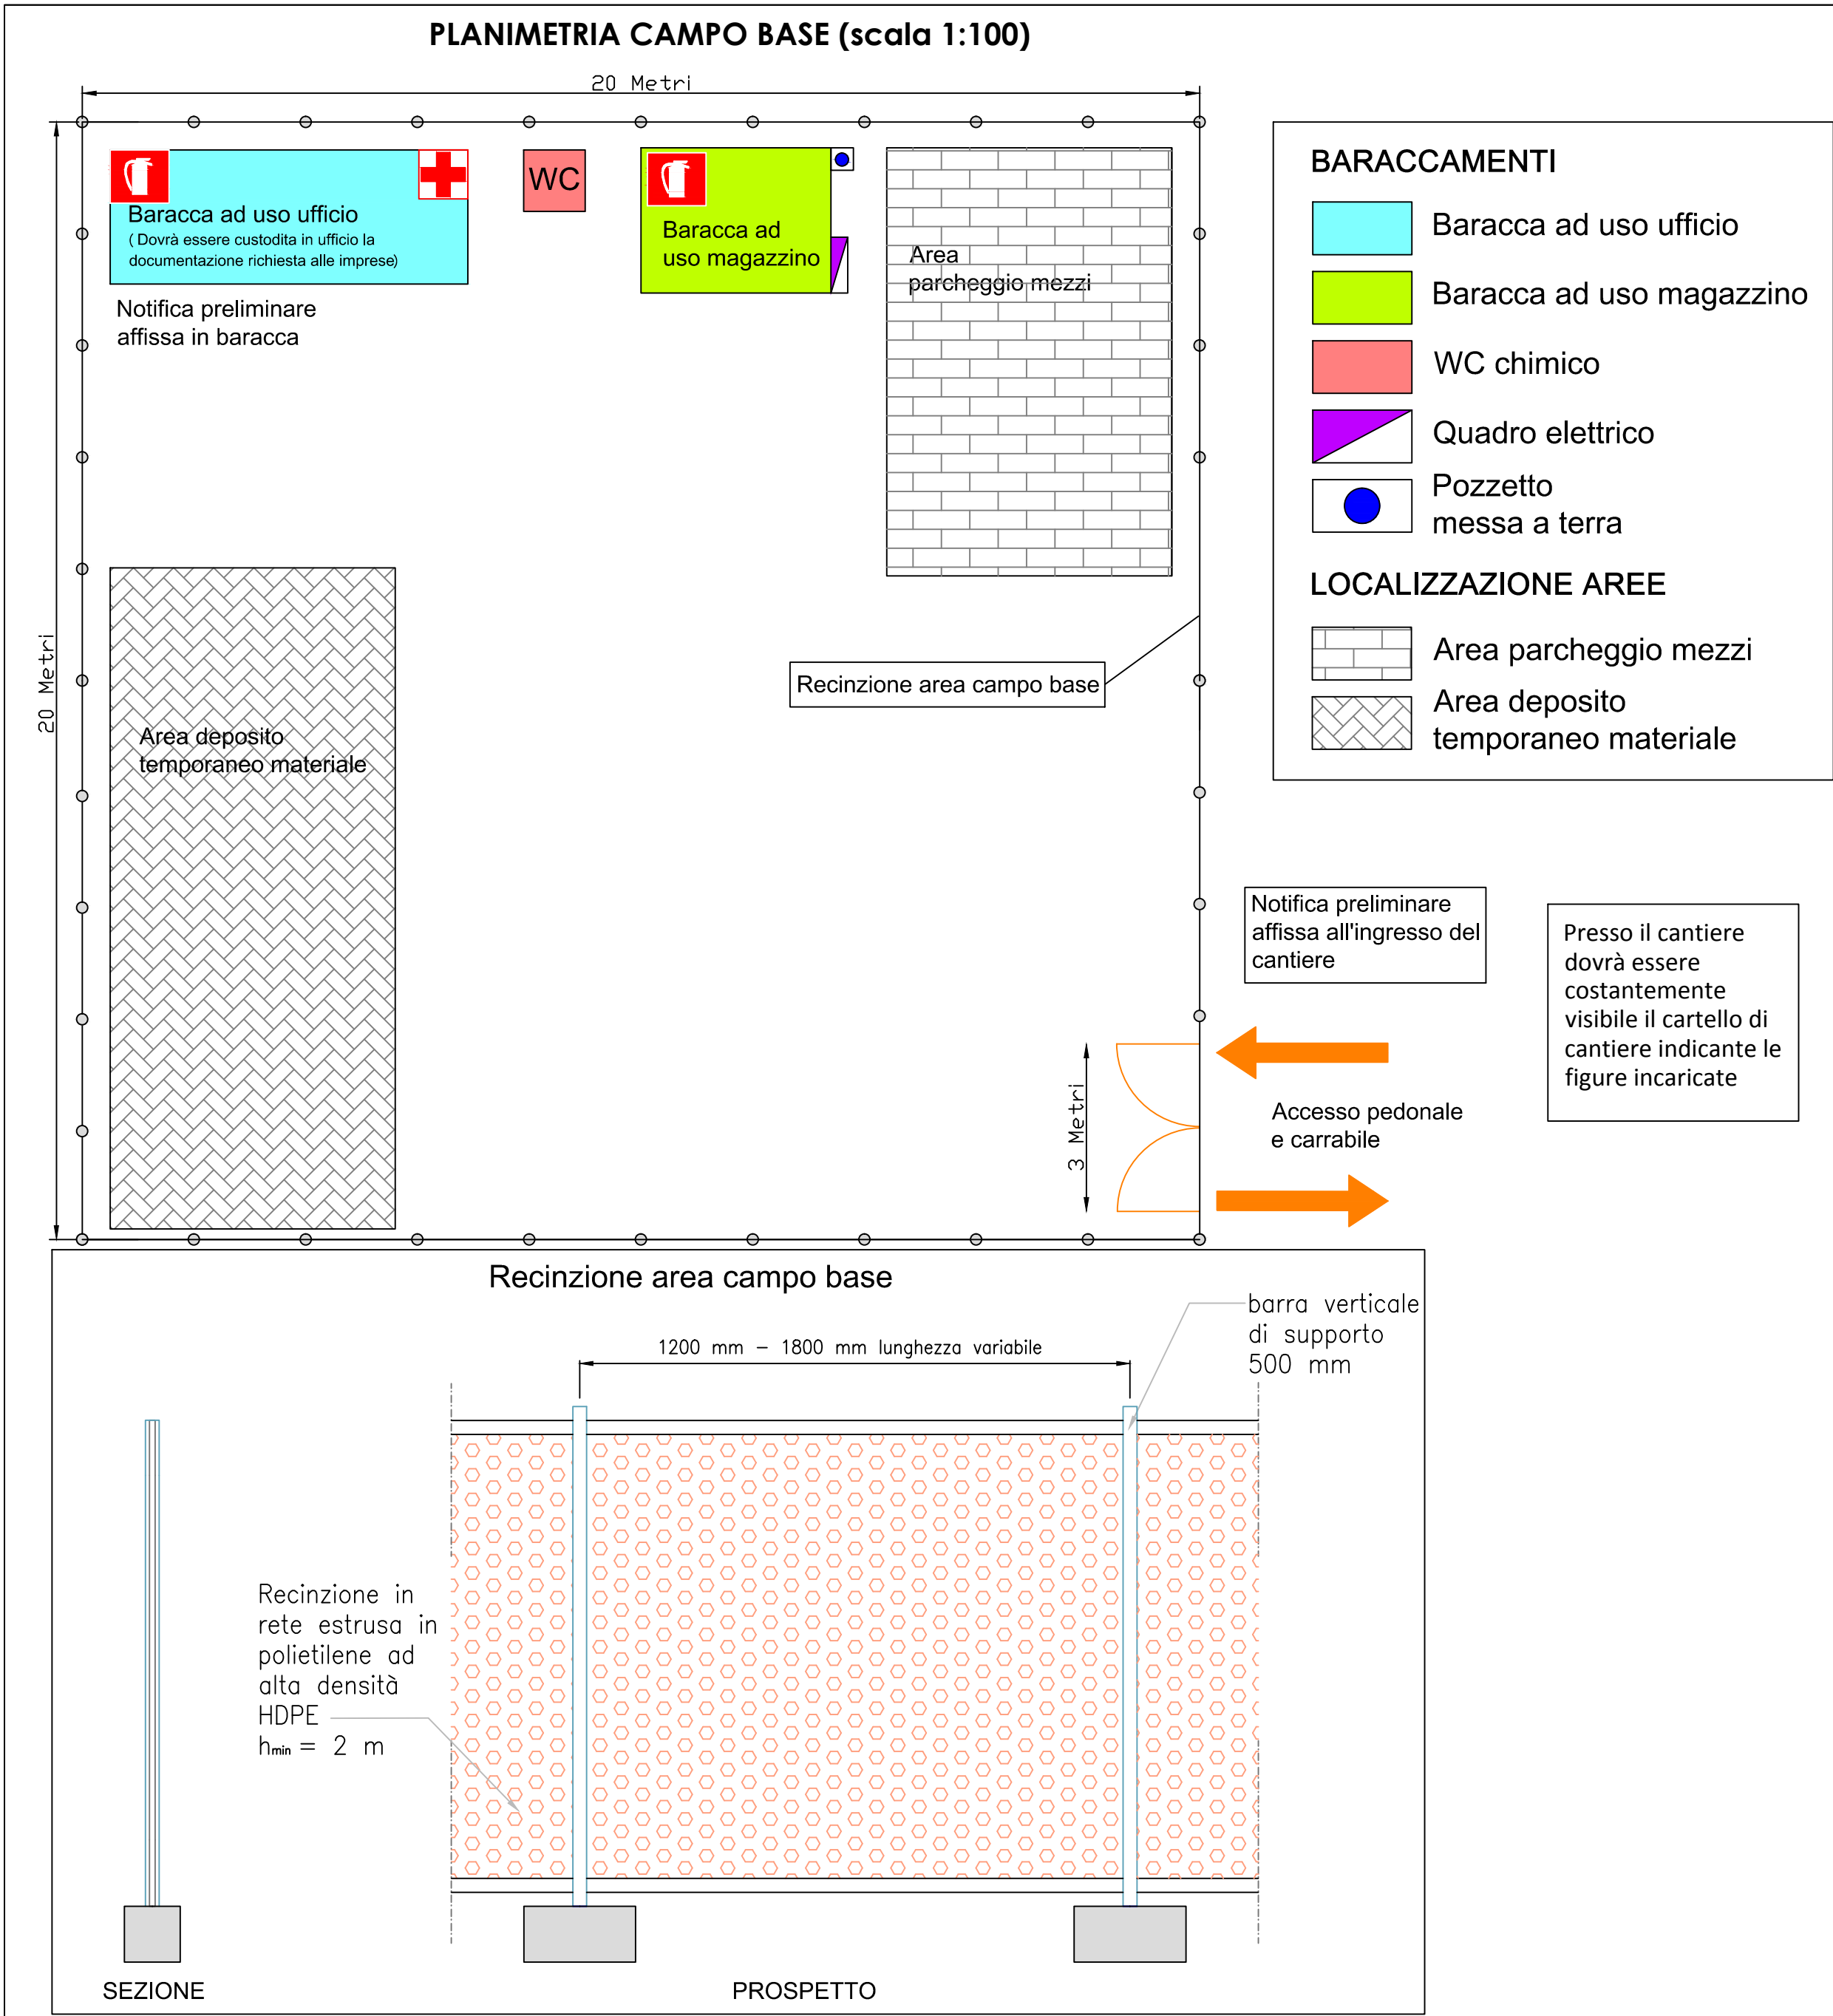 PLANIMETRIA CAMPO BASE (scala 1:100)
20 Metri
20 Metri
Baracca ad uso ufficio
( Dovrà essere custodita in ufficio la
documentazione richiesta alle imprese)
Notifica preliminare
affissa in baracca
WC
Baracca ad
uso magazzino
Area
parcheggio mezzi
Recinzione area campo base
Area deposito
temporaneo materiale
BARACCAMENTI
Baracca ad uso ufficio
Baracca ad uso magazzino
WC chimico
Quadro elettrico
Pozzetto
messa a terra
LOCALIZZAZIONE AREE
Area parcheggio mezzi
Area deposito
temporaneo materiale
Notifica preliminare
affissa all'ingresso del
cantiere
Presso il cantiere
dovrà essere
costantemente
visibile il cartello di
cantiere indicante le
figure incaricate
3 Metri
Accesso pedonale
e carrabile
Recinzione area campo base
1200 mm - 1800 mm lunghezza variabile
barra verticale
di supporto
500 mm
Recinzione in
rete estrusa in
polietilene ad
alta densità
HDPE
hmin = 2 m
SEZIONE
PROSPETTO